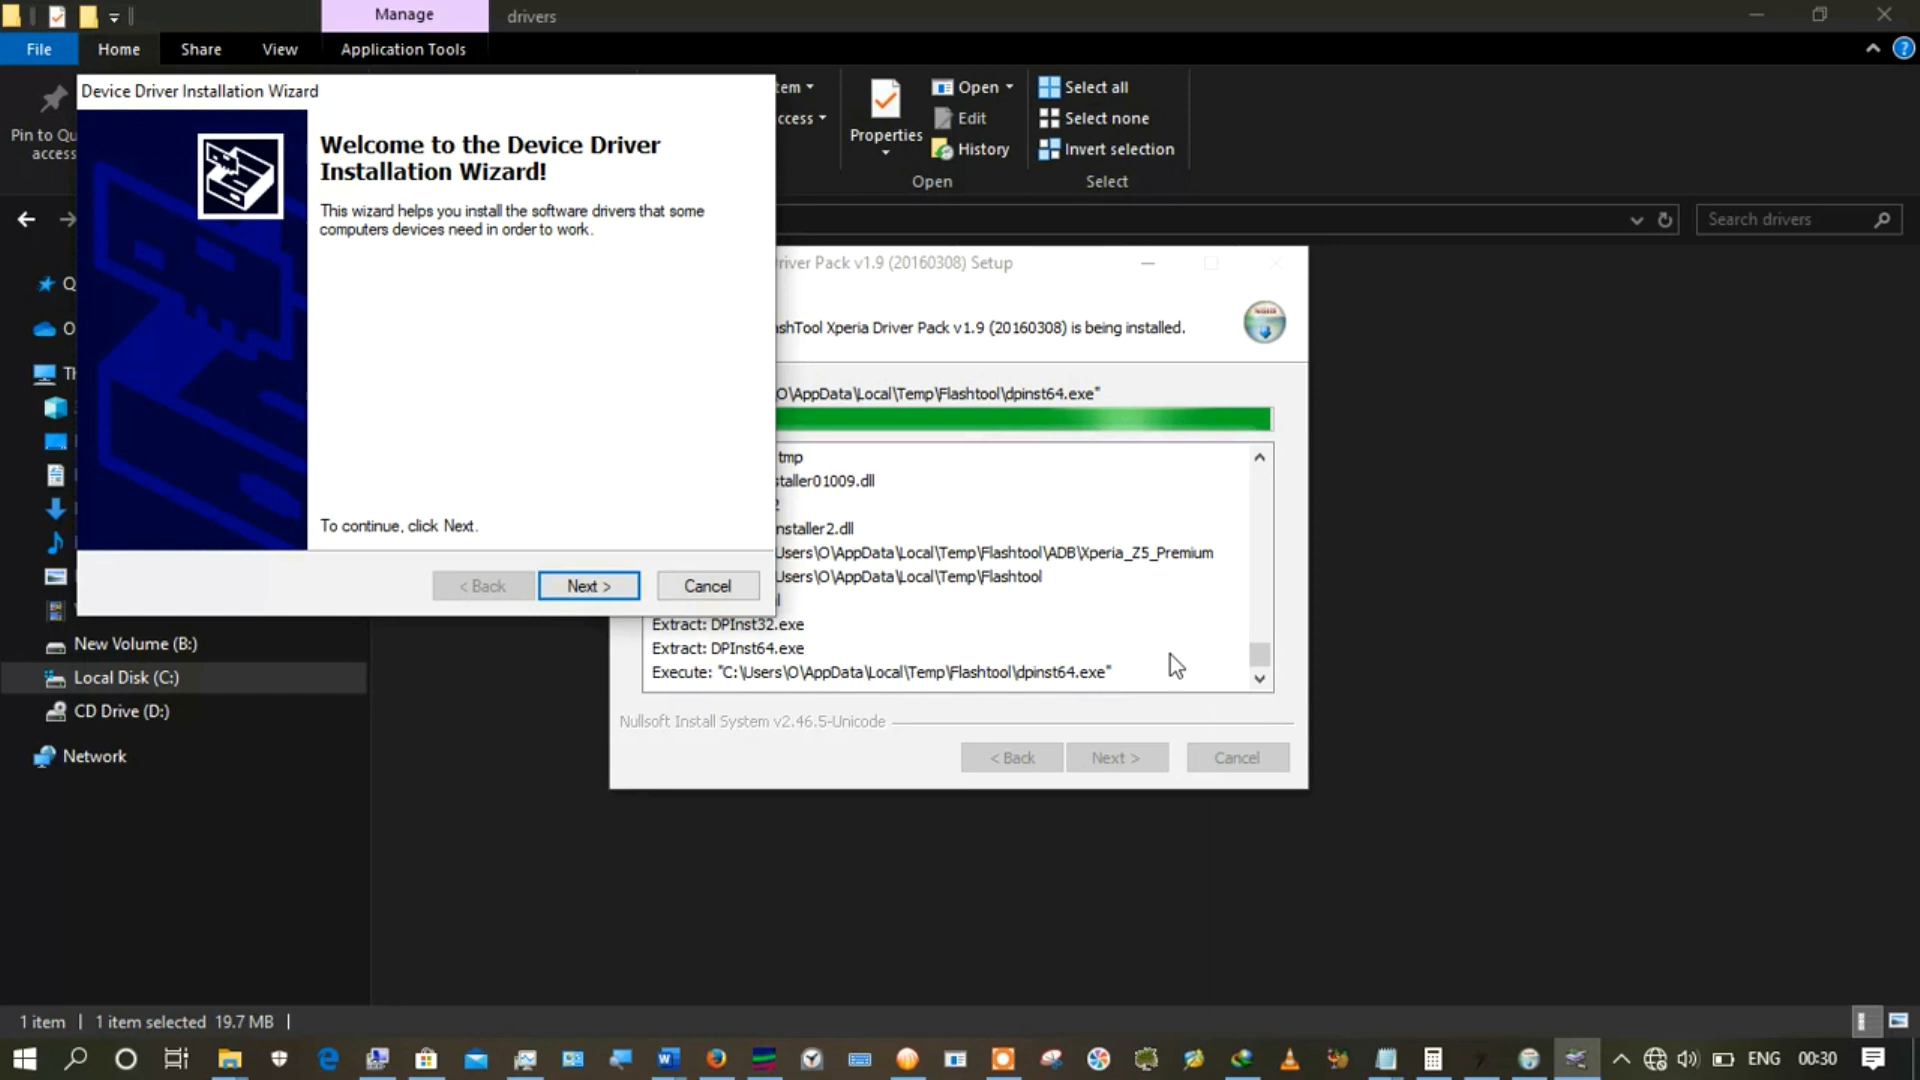 Manage
drivers
File
Home
Share
View
Application Tools
Device Driver Installation Wizard
Pin to Qu
access
Welcome to the Device Driver
Installation Wizard!
This wizard helps you install the software drivers that some
computers devices need in order to work.
To continue, click Next.
< Back
Next >
Cancel
tem
ccess
Properties
Open
Edit
History
Open
Select all
Select none
Invert selection
Select
Search drivers
Q
O
Th
New Volume (B:)
Local Disk (C:)
CD Drive (D:)
Network
river Pack v1.9 (20160308) Setup
shTool Xperia Driver Pack v1.9 (20160308) is being installed.
O\AppData\Local\Temp\Flashtool\dpinst64.exe"
tmp
staller01009.dll
nstaller2.dll
Users\O\AppData\Local\Temp\Flashtool\ADB\Xperia_Z5_Premium
Users\O\AppData\Local\Temp\Flashtool
Extract: DPInst32.exe
Extract: DPInst64.exe
Execute: "C:\Users\O\AppData\Local\Temp\Flashtool\dpinst64.exe"
Nullsoft Install System v2.46.5-Unicode
< Back
Next >
Cancel
1 item
1 item selected 19.7 MB
ENG
00:30